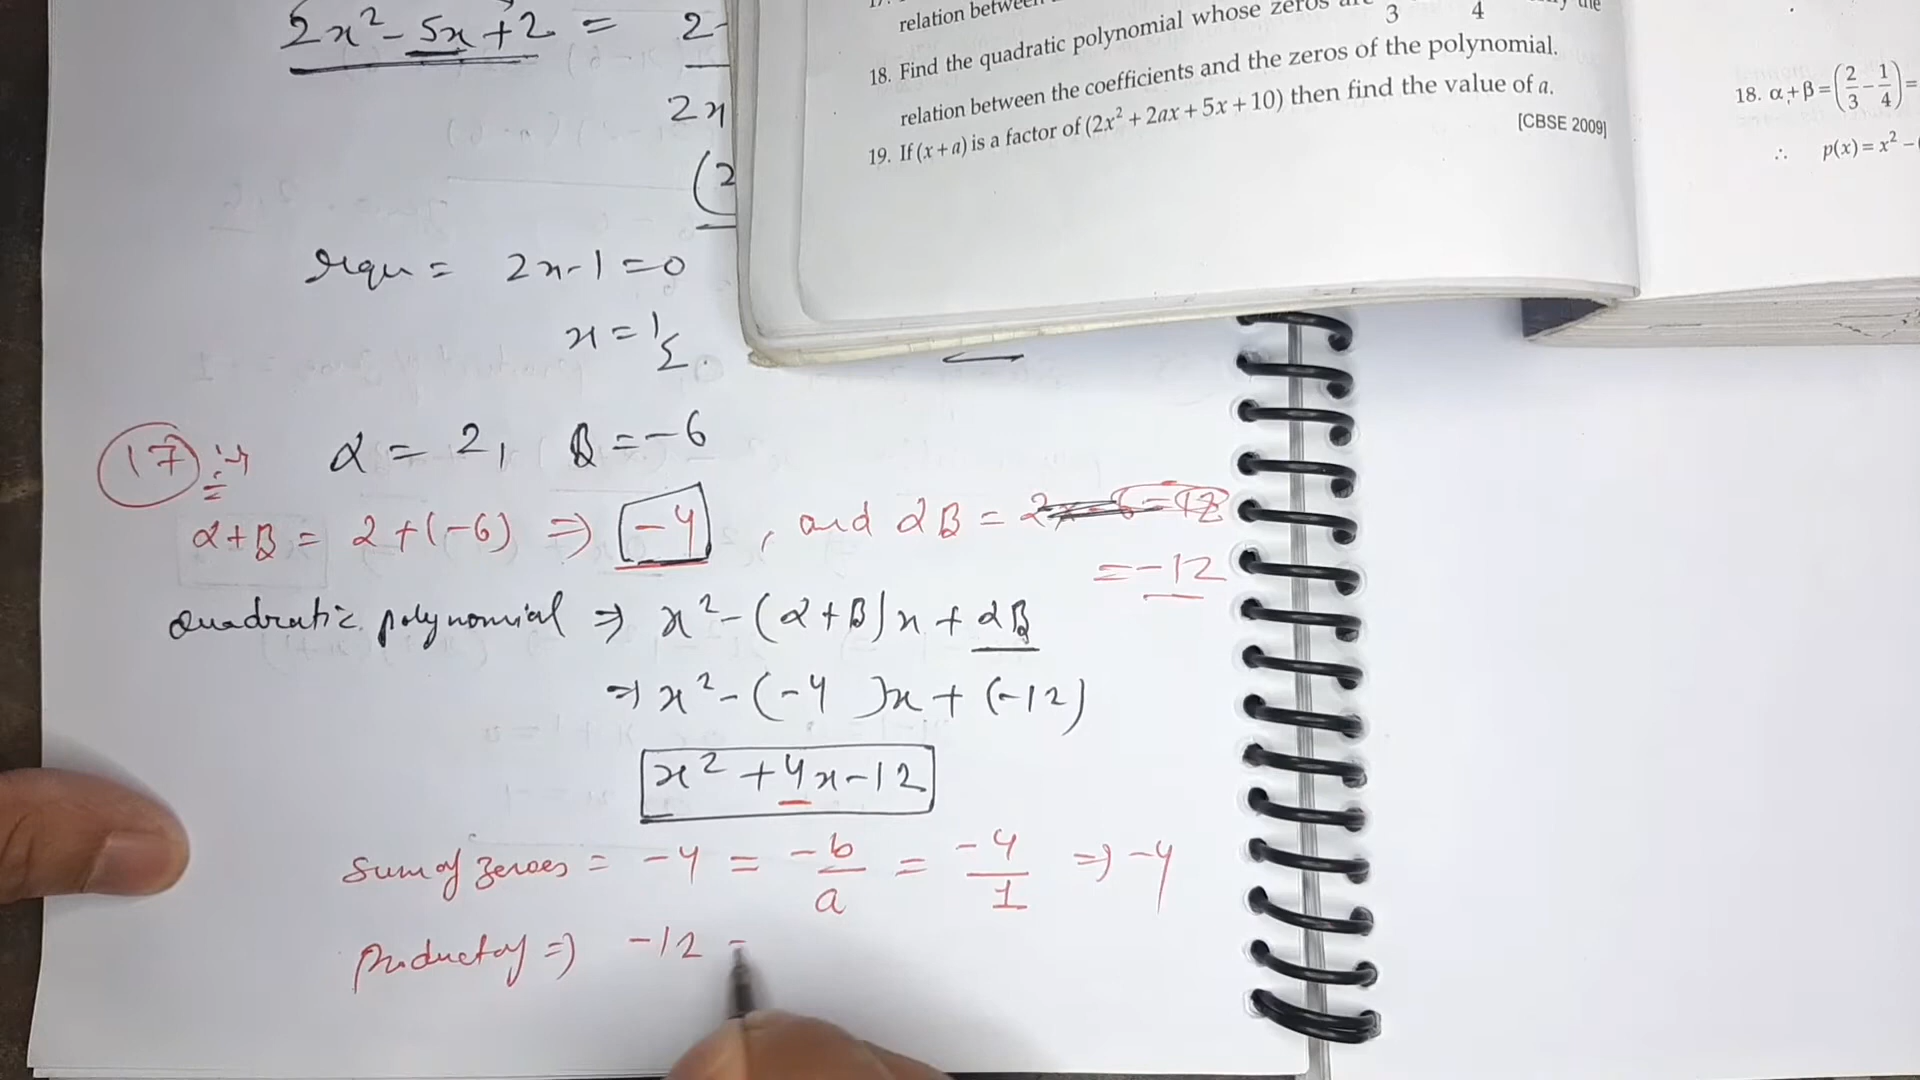 2x² - 5x + 2 = 2-
2x
(2
requ = 2x-1=0
x = 1/2.
17
α = 2, β = -6
α+β = 2+(-6) ⇒ -4, and αβ =
= -12
Quadratic polynomial ⇒ x² - (α+β)x + αβ
⇒ x² - (-4 )x + (-12)
x² + 4x - 12
Sum of zeroes = -4 = -b/a = -4/1 ⇒ -4
Product of ⇒ -12 =
17.
relation between
18. Find the quadratic polynomial whose zeros are 3 4 the
relation between the coefficients and the zeros of the polynomial.
19. If (x + a) is a factor of (2x² + 2ax + 5x + 10) then find the value of a.
[CBSE 2009]
18. α + β = (2/3 - 1/4) =
∴ p(x) = x² -